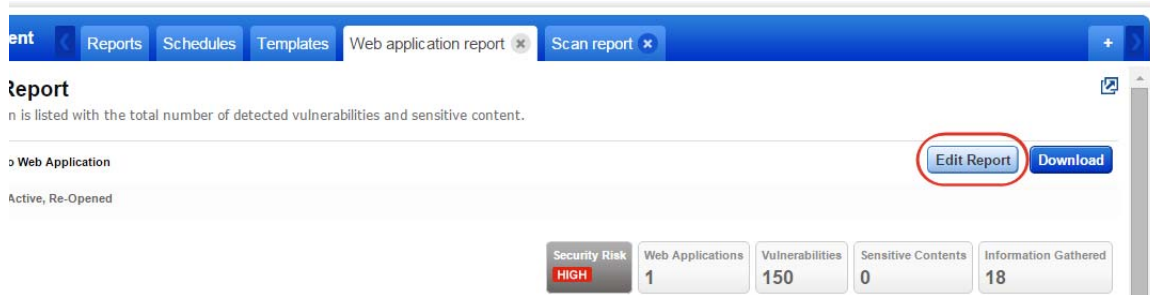 ent Reports Schedules Templates Web application report Scan report +
Report
n is listed with the total number of detected vulnerabilities and sensitive content.
o Web Application Edit Report Download
Active, Re-Opened
Security Risk Web Applications Vulnerabilities Sensitive Contents Information Gathered
HIGH 1 150 0 18